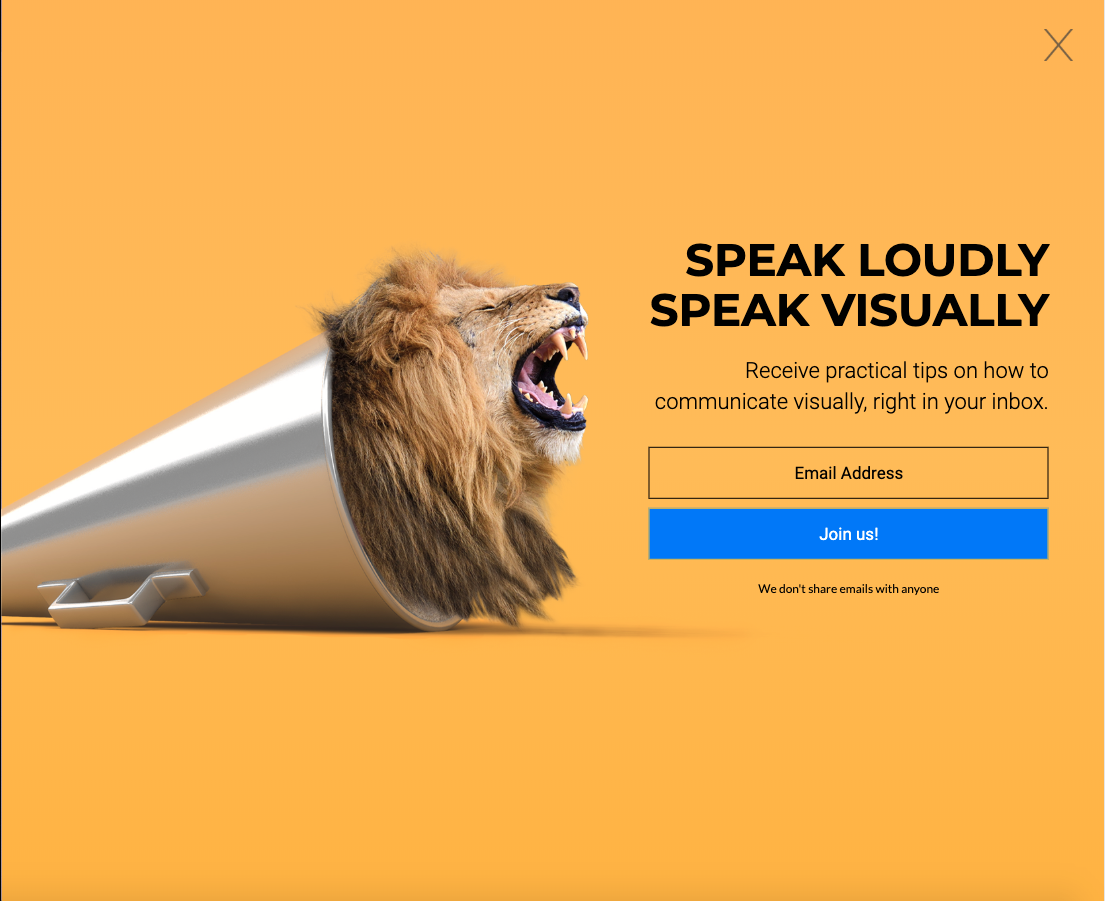 SPEAK LOUDLY
SPEAK VISUALLY
Receive practical tips on how to
communicate visually, right in your inbox.
Email Address
Join us!
We don't share emails with anyone